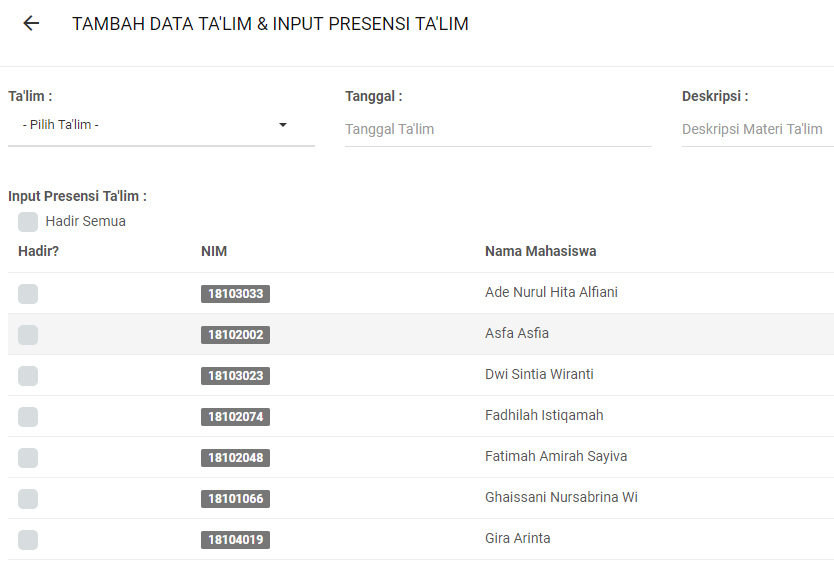 TAMBAH DATA TA'LIM & INPUT PRESENSI TA'LIM
Ta'lim : Tanggal : Deskripsi :
- Pilih Ta'lim - Tanggal Ta'lim Deskripsi Materi Ta'lim
Input Presensi Ta'lim :
Hadir Semua
Hadir? NIM Nama Mahasiswa
18103033 Ade Nurul Hita Alfiani
18102002 Asfa Asfia
18103023 Dwi Sintia Wiranti
18102074 Fadhilah Istiqamah
18102048 Fatimah Amirah Sayiva
18101066 Ghaissani Nursabrina Wi
18104019 Gira Arinta